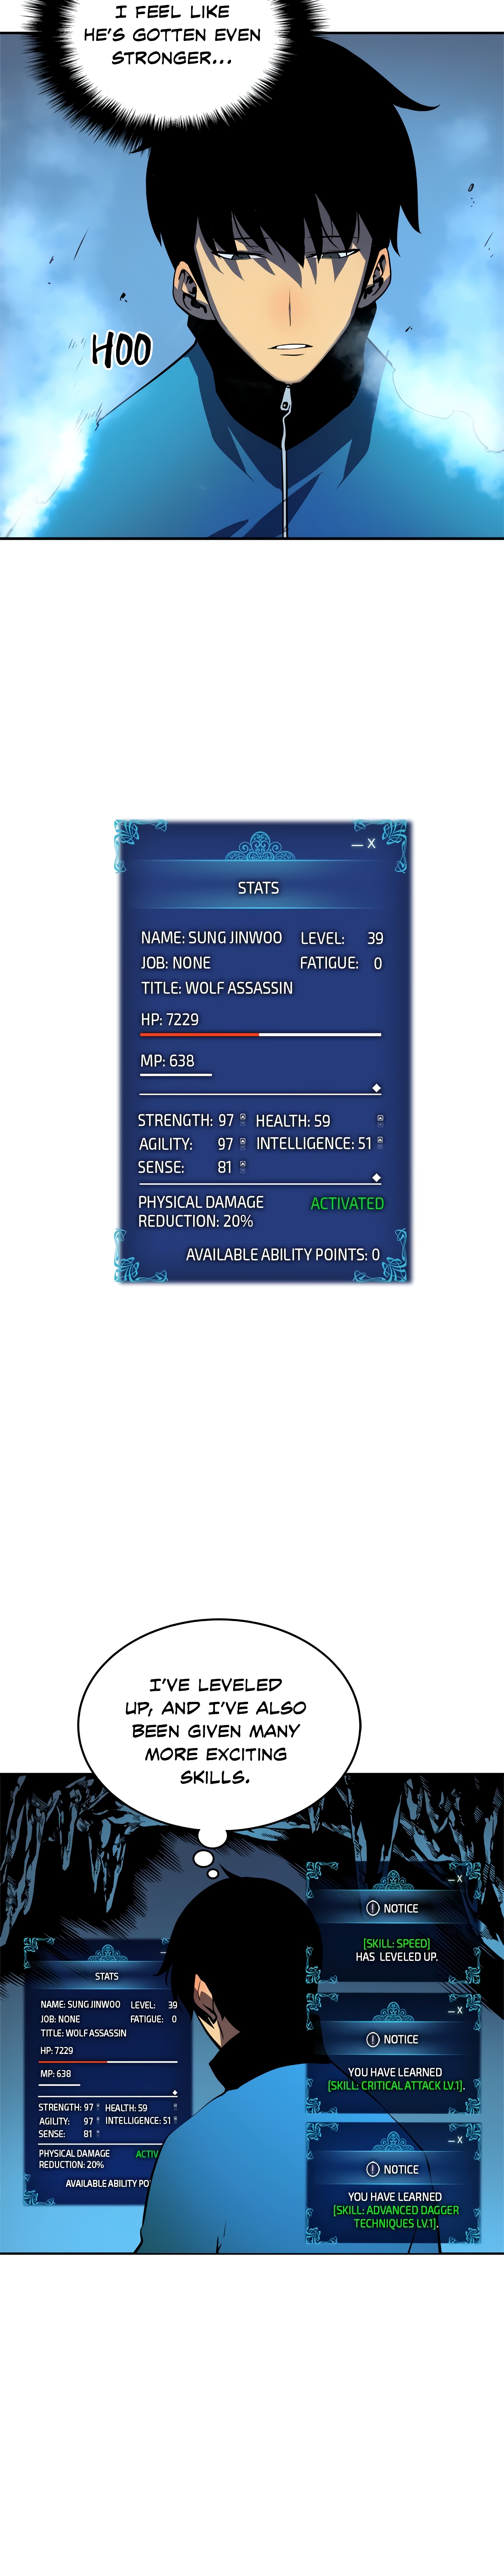 I FEEL LIKE
HE'S GOTTEN EVEN
STRONGER...
HOO
— X
STATS
NAME: SUNG JINWOO LEVEL: 39
JOB: NONE FATIGUE: 0
TITLE: WOLF ASSASSIN
HP: 7229
MP: 638
STRENGTH: 97 HEALTH: 59
AGILITY: 97 INTELLIGENCE: 51
SENSE: 81
PHYSICAL DAMAGE ACTIVATED
REDUCTION: 20%
AVAILABLE ABILITY POINTS: 0
I'VE LEVELED
UP, AND I'VE ALSO
BEEN GIVEN MANY
MORE EXCITING
SKILLS.
— X
! NOTICE
[SKILL: SPEED]
HAS LEVELED UP.
STATS
NAME: SUNG JINWOO LEVEL: 39
JOB: NONE FATIGUE: 0
TITLE: WOLF ASSASSIN
HP: 7229
MP: 638
STRENGTH: 97 HEALTH: 59
AGILITY: 97 INTELLIGENCE: 51
SENSE: 81
PHYSICAL DAMAGE ACTIV
REDUCTION: 20%
AVAILABLE ABILITY PO
— X
! NOTICE
YOU HAVE LEARNED
[SKILL: CRITICAL ATTACK LV.1].
— X
! NOTICE
YOU HAVE LEARNED
[SKILL: ADVANCED DAGGER
TECHNIQUES LV.1].